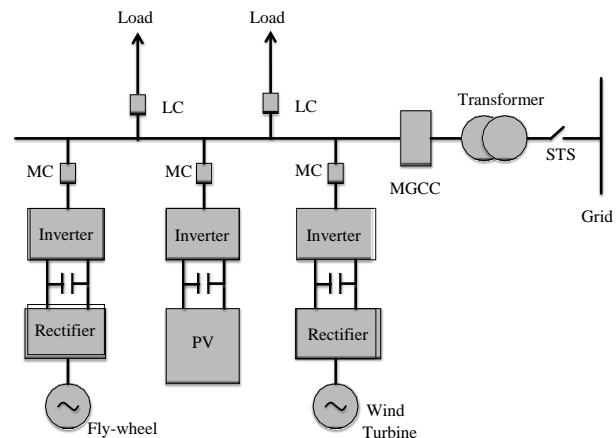 Load
Load
LC
LC
Transformer
STS
MC
MC
MC
MGCC
Grid
Inverter
Inverter
Inverter
Rectifier
PV
Rectifier
Fly-wheel
Wind
Turbine